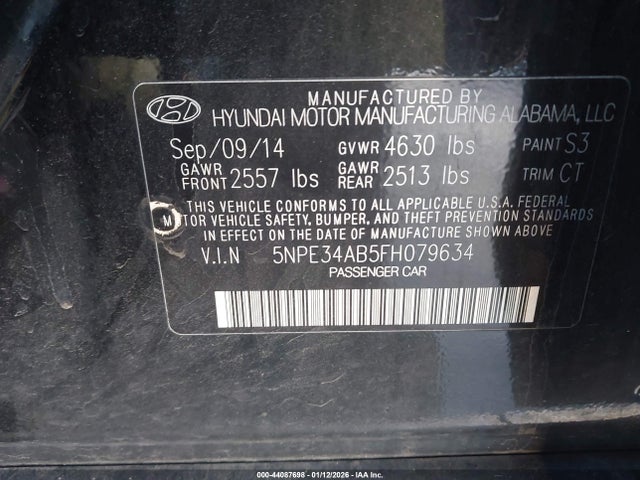 MANUFACTURED BY
HYUNDAI MOTOR MANUFACTURING ALABAMA, LLC
Sep/09/14 GVWR 4630 lbs PAINT S3
GAWR FRONT 2557 lbs GAWR REAR 2513 lbs TRIM CT
THIS VEHICLE CONFORMS TO ALL APPLICABLE U.S.A. FEDERAL
MOTOR VEHICLE SAFETY, BUMPER, AND THEFT PREVENTION STANDARDS
IN EFFECT ON THE DATE OF MANUFACTURE SHOWN ABOVE
V.I.N 5NPE34AB5FH079634
PASSENGER CAR
000-44087698 - 01/12/2026 - IAA Inc.